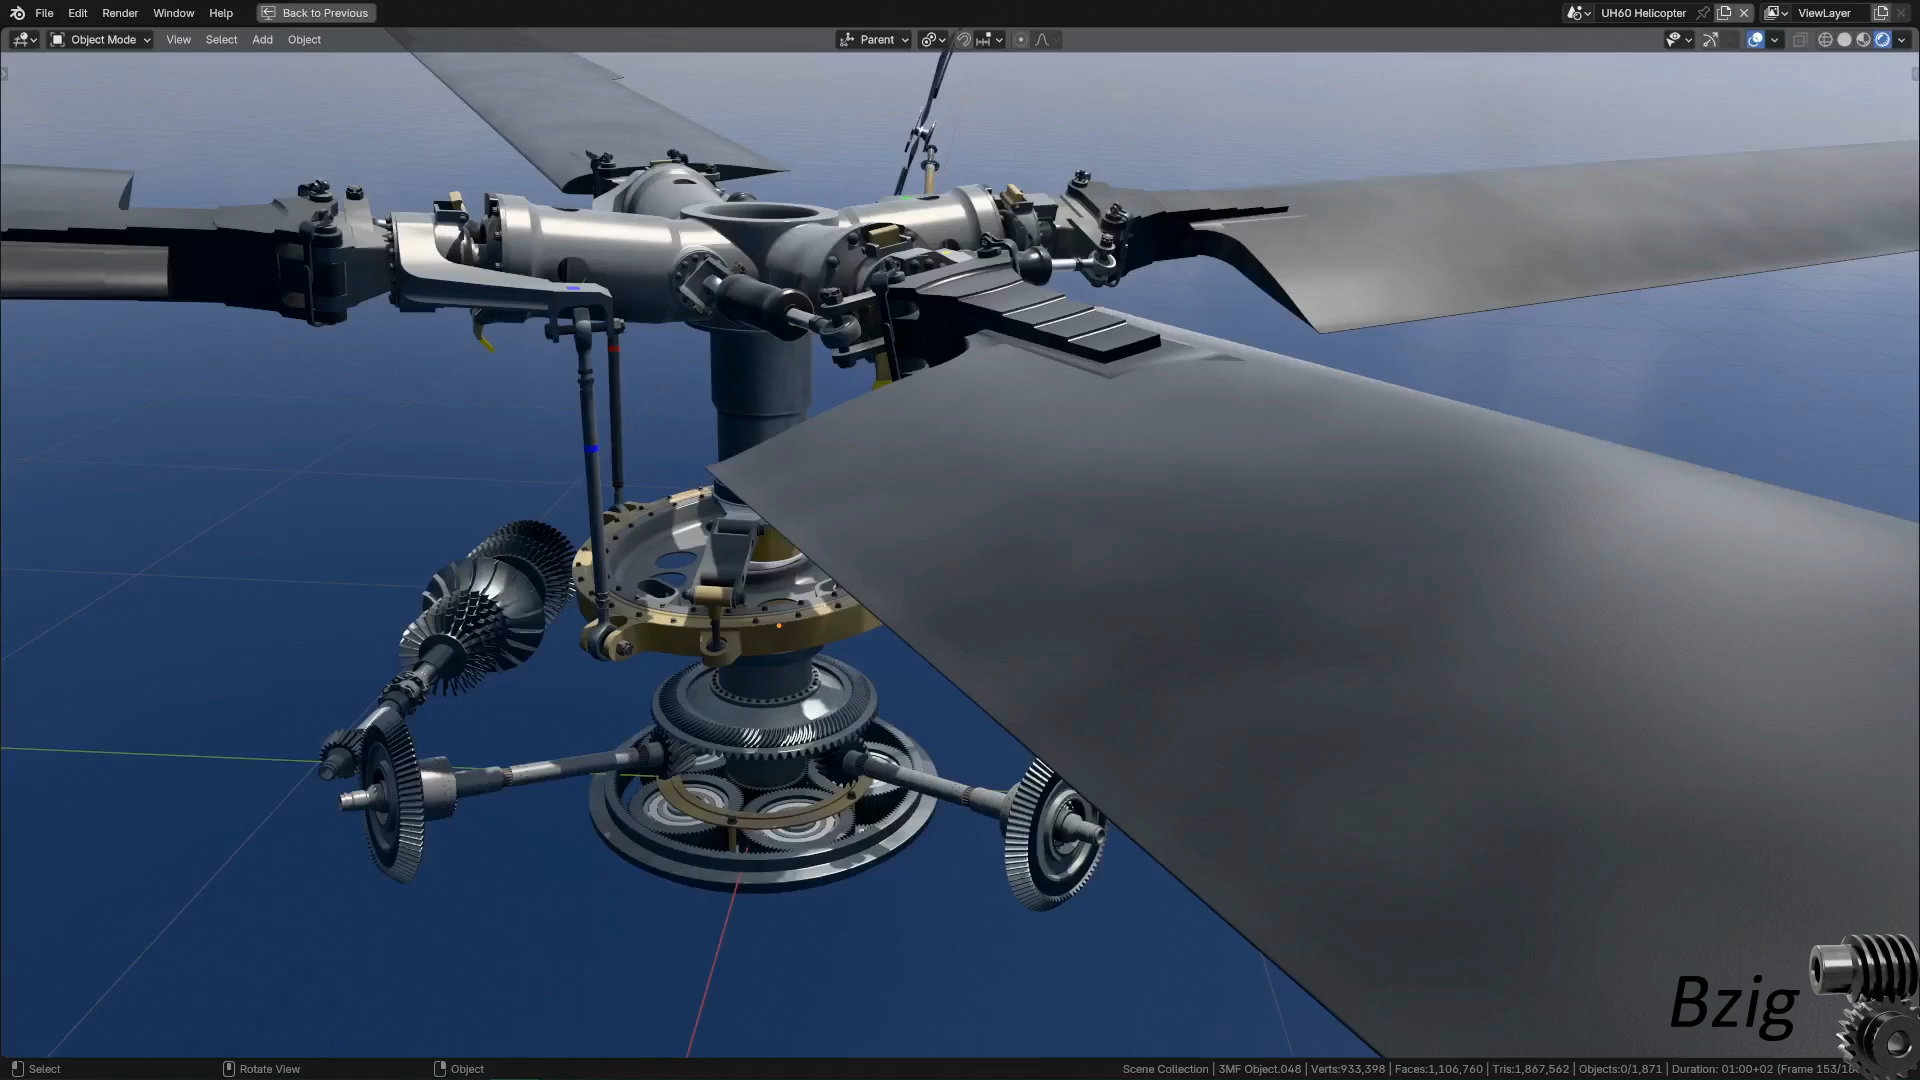 File Edit Render Window Help Back to Previous UH60 Helicopter ViewLayer
Object Mode View Select Add Object Parent
Bzig
Select Rotate View Object Scene Collection | 3MF Object.048 | Verts:933,398 | Faces:1,106,760 | Tris:1,867,562 | Objects:0/1,871 | Duration: 01:00+02 (Frame 153/18